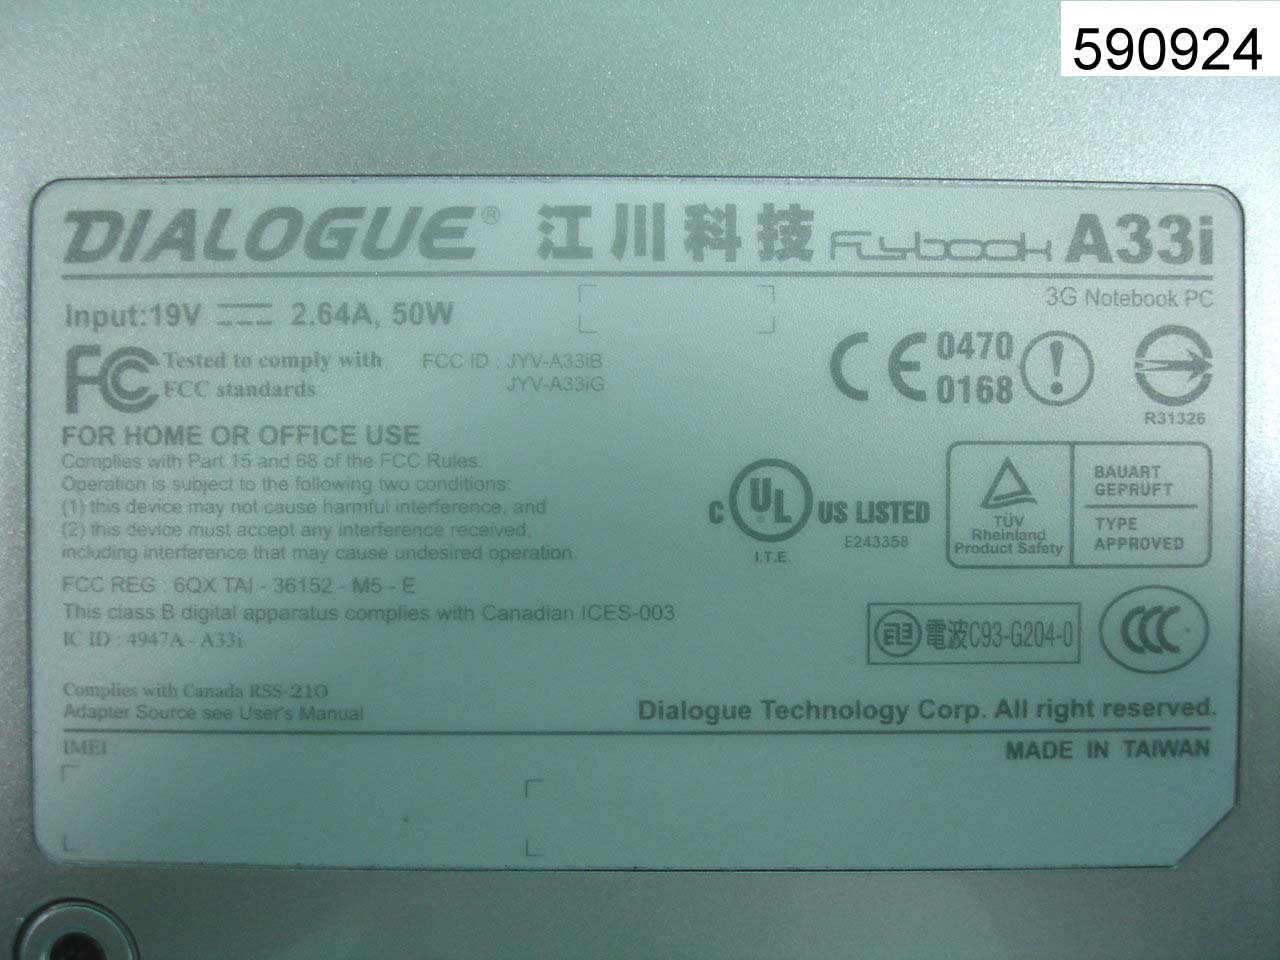 590924
DIALOGUE® 江川科技 Flybook A33i
3G Notebook PC
Input:19V ⎓ 2.64A, 50W
FC Tested to comply with
FCC standards
FCC ID : JYV-A33iB
JYV-A33iG
CE 0470
0168
!
R31326
FOR HOME OR OFFICE USE
Complies with Part 15 and 68 of the FCC Rules.
Operation is subject to the following two conditions:
(1) this device may not cause harmful interference, and
(2) this device must accept any interference received,
including interference that may cause undesired operation.
C UL US LISTED
I.T.E.
E243358
TÜV
Rheinland
Product Safety
BAUART
GEPRÜFT
TYPE
APPROVED
FCC REG : 6QX TAI - 36152 - M5 - E
This class B digital apparatus complies with Canadian ICES-003
IC ID : 4947A - A33i
電波C93-G204-0
CCC
Complies with Canada RSS-210
Adapter Source see User's Manual
Dialogue Technology Corp. All right reserved.
IMEI :
MADE IN TAIWAN